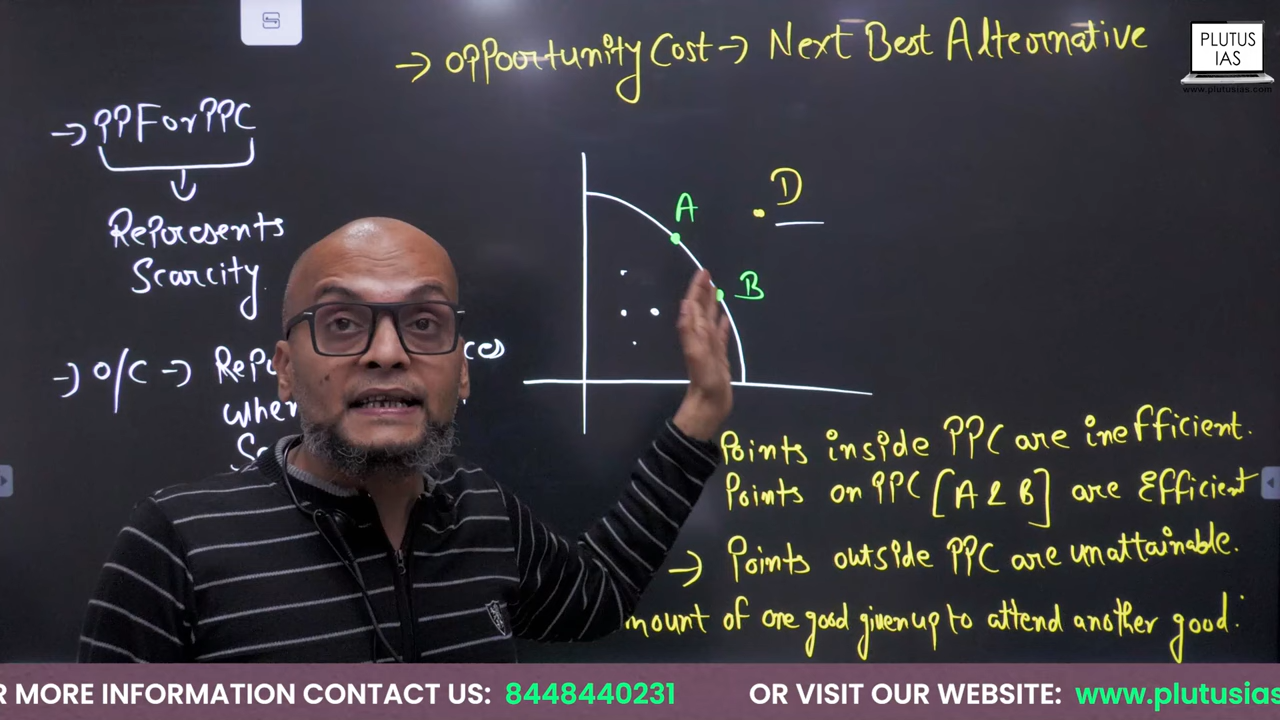 → Opportunity Cost → Next Best Alternative
PLUTUS
IAS
www.plutusias.com
→ PPF or PPC
Represents
Scarcity
→ O/C →
A
B
D
Points inside PPC are inefficient.
Points on PPC [A & B] are Efficient
→ Points outside PPC are unattainable.
mount of one good given up to attend another good.
R MORE INFORMATION CONTACT US: 8448440231 OR VISIT OUR WEBSITE: www.plutusias